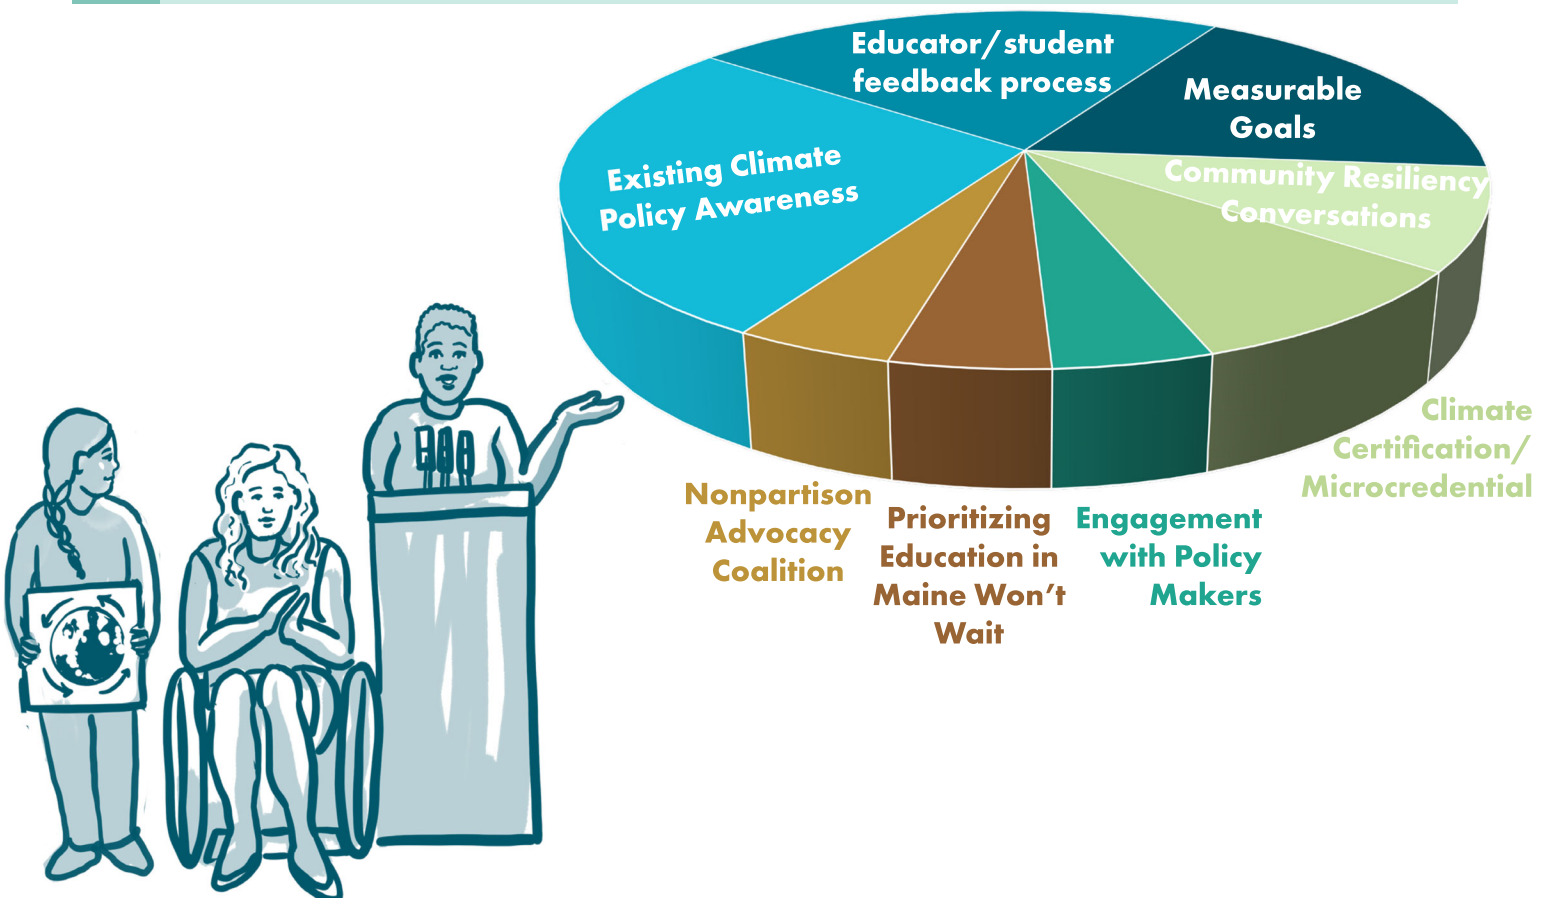 Educator/student
feedback process
Measurable
Goals
Existing Climate
Policy Awareness
Community Resiliency
Conversations
Climate
Certification/
Microcredential
Nonpartison
Advocacy
Coalition
Prioritizing
Education in
Maine Won't
Wait
Engagement
with Policy
Makers